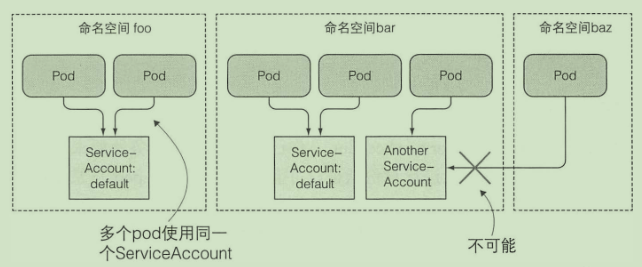 命名空间 foo
命名空间bar
命名空间baz
Pod
Pod
Pod
Pod
Pod
Pod
Service-
Account:
default
Service-
Account:
default
Another
Service-
Account
多个pod使用同一
个ServiceAccount
不可能